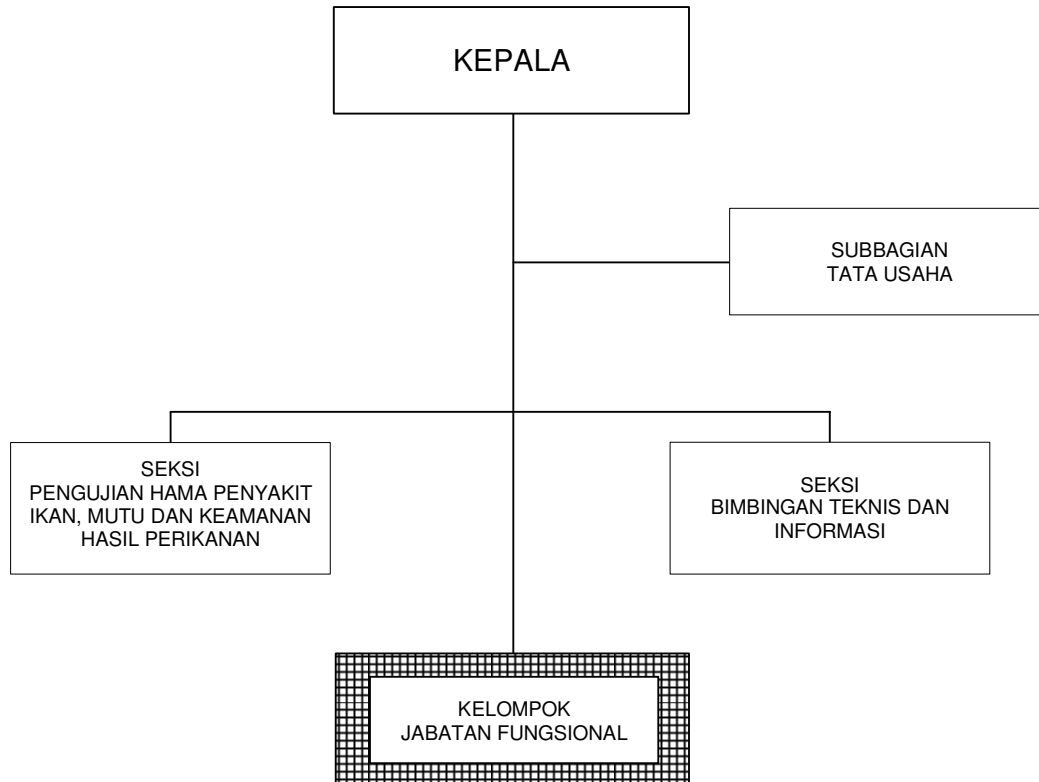 KEPALA
SUBBAGIAN
TATA USAHA
SEKSI
PENGUJIAN HAMA PENYAKIT
IKAN, MUTU DAN KEAMANAN
HASIL PERIKANAN
SEKSI
BIMBINGAN TEKNIS DAN
INFORMASI
KELOMPOK
JABATAN FUNGSIONAL